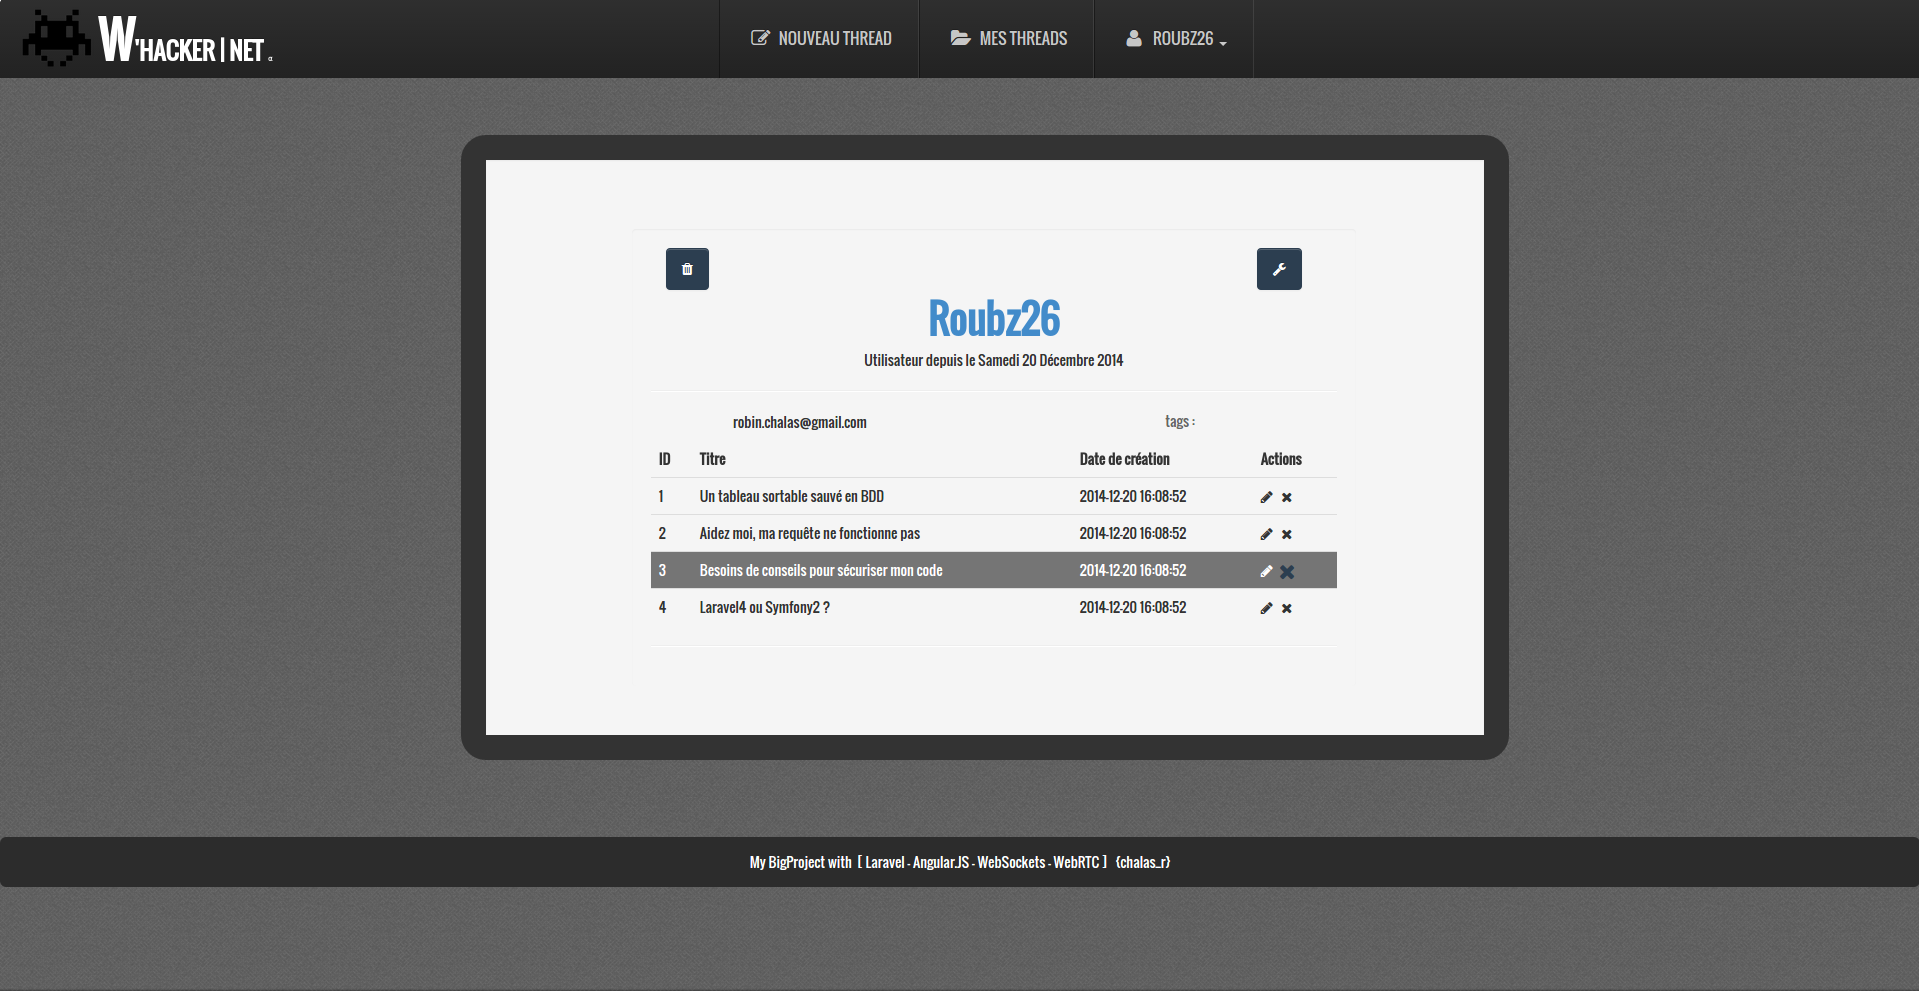 W'HACKER | NET α
NOUVEAU THREAD
MES THREADS
ROUBZ26
Roubz26
Utilisateur depuis le Samedi 20 Décembre 2014
robin.chalas@gmail.com
tags :
ID Titre Date de création Actions
1 Un tableau sortable sauvé en BDD 2014-12-20 16:08:52
2 Aidez moi, ma requête ne fonctionne pas 2014-12-20 16:08:52
3 Besoins de conseils pour sécuriser mon code 2014-12-20 16:08:52
4 Laravel4 ou Symfony2 ? 2014-12-20 16:08:52
My BigProject with [ Laravel - AngularJS - WebSockets - WebRTC ] {chalas_r}